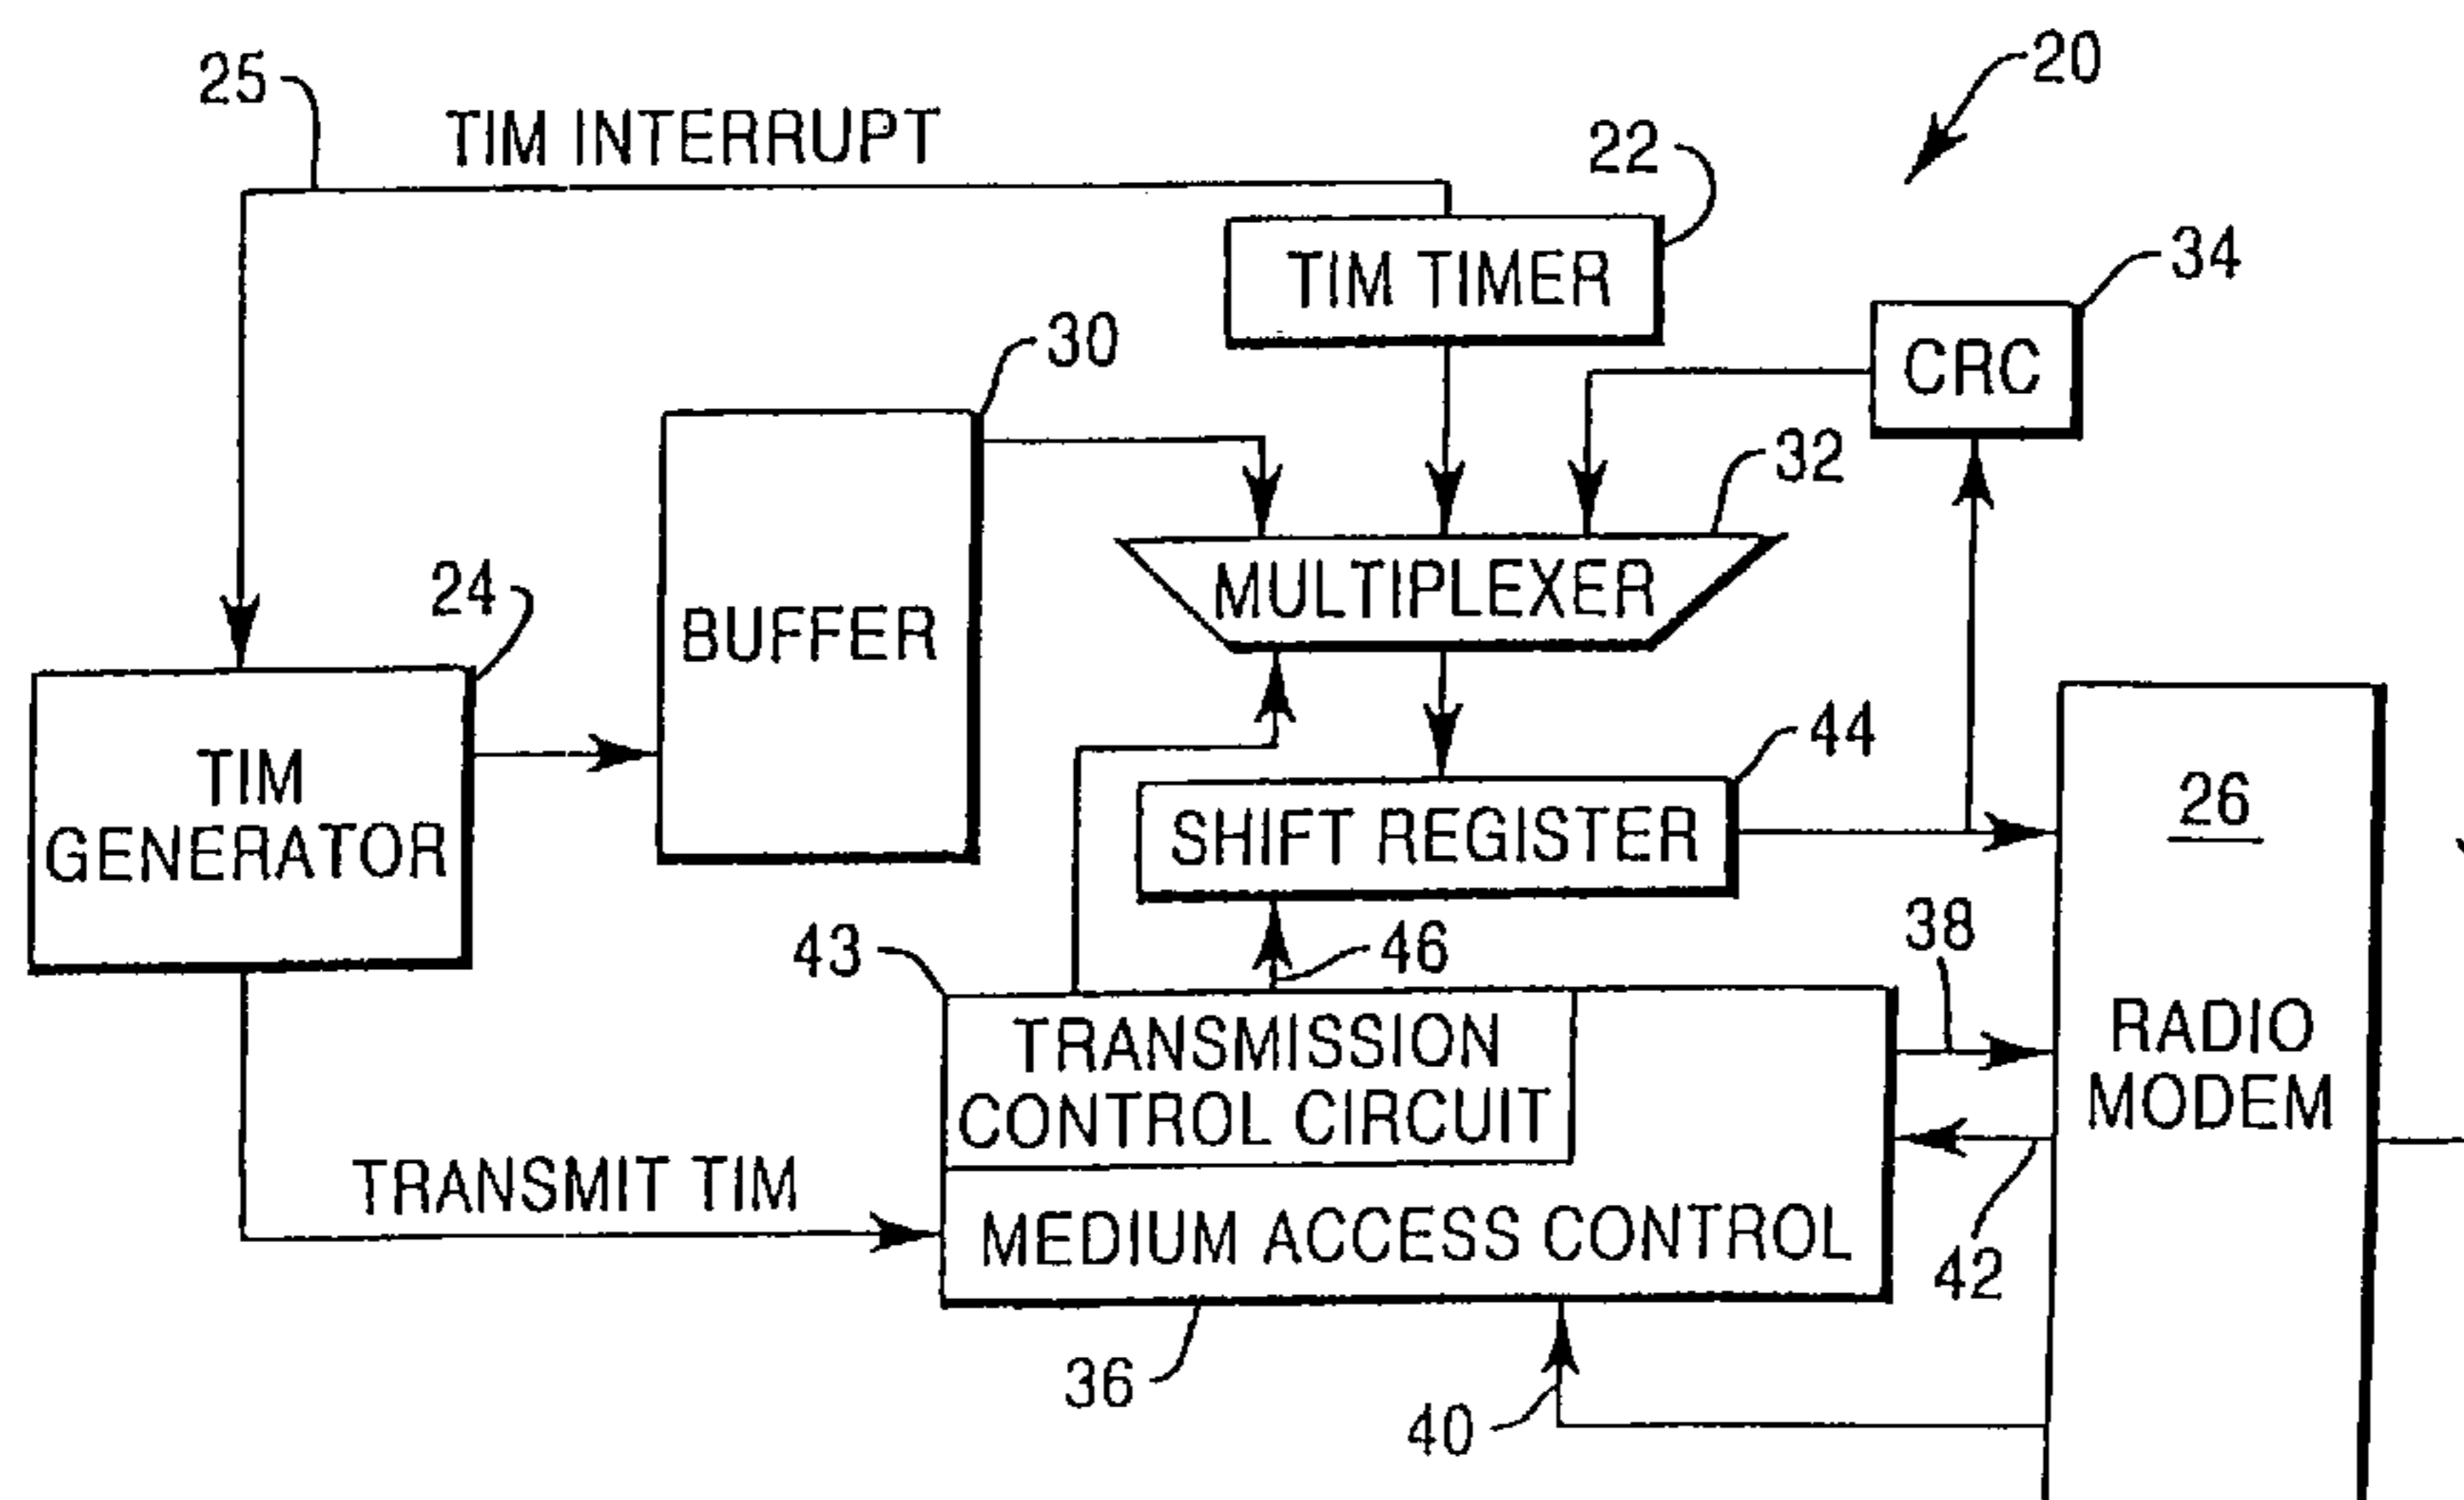 25
TIM INTERRUPT
20
22
TIM TIMER
34
CRC
30
32
BUFFER
MULTIPLEXER
24
TIM
GENERATOR
44
SHIFT REGISTER
26
RADIO
MODEM
38
43
46
TRANSMISSION
CONTROL CIRCUIT
TRANSMIT TIM
MEDIUM ACCESS CONTROL
42
36
40